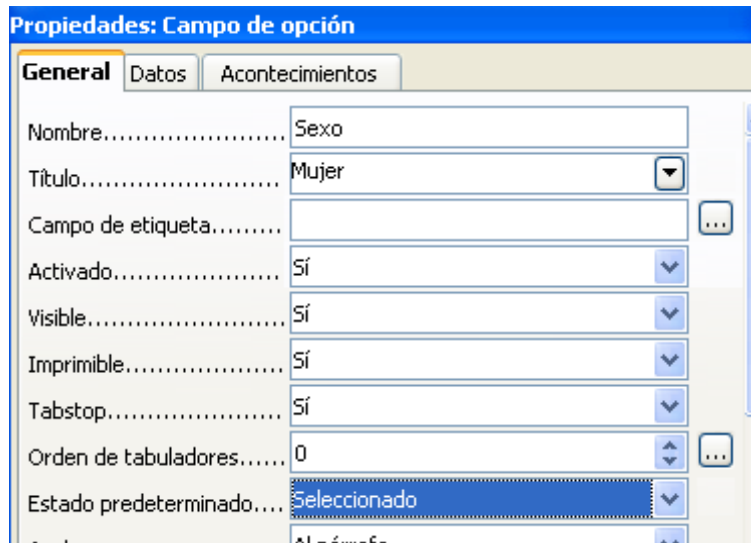 Propiedades: Campo de opción
General Datos Acontecimientos
Nombre....................... Sexo
Título......................... Mujer
Campo de etiqueta......... ...
Activado..................... Sí
Visible......................... Sí
Imprimible.................... Sí
Tabstop...................... Sí
Orden de tabuladores...... 0 ...
Estado predeterminado.... Seleccionado